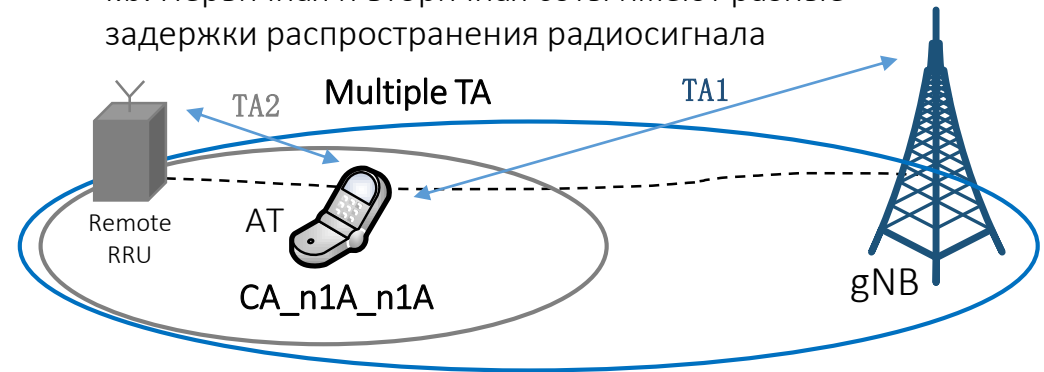 задержки распространения радиосигнала
Multiple TA
TA1
TA2
Remote
RRU
AT
CA_n1A_n1A
gNB